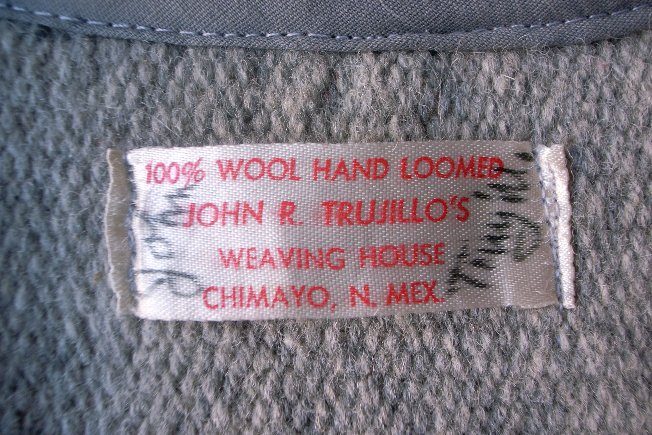 100% WOOL HAND LOOMED
JOHN R. TRUJILLO'S
WEAVING HOUSE
CHIMAYO, N. MEX.